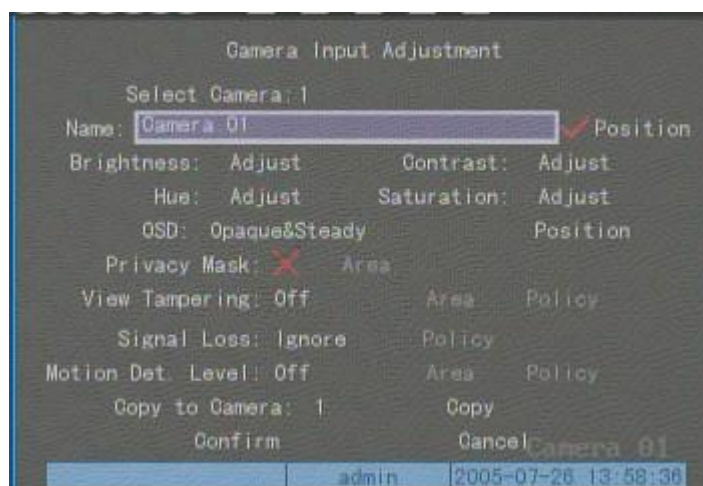 Camera Input Adjustment
Select Camera:1
Name: Camera 01 Position
Brightness: Adjust Contrast: Adjust
Hue: Adjust Saturation: Adjust
OSD: Opaque&Steady Position
Privacy Mask: Area
View Tampering: Off Area Policy
Signal Loss: Ignore Policy
Motion Det. Level: Off Area Policy
Copy to Camera: 1 Copy
Confirm Cancel
Camera 01
admin 2005-07-26 13:58:36